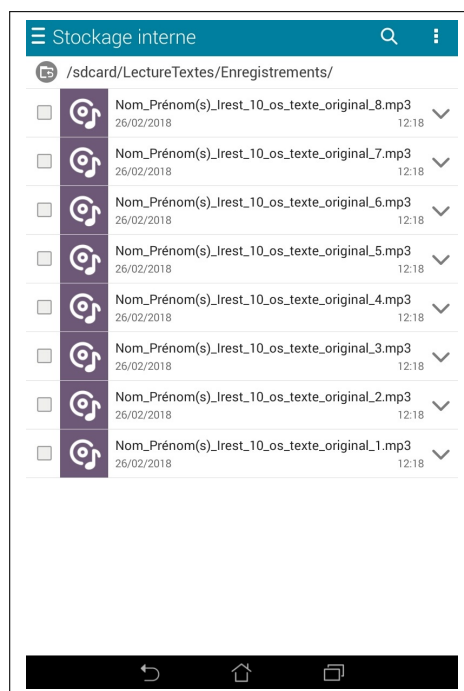 Stockage interne
/sdcard/LectureTextes/Enregistrements/
Nom_Prénom(s)_Irest_10_os_texte_original_8.mp3
26/02/2018 12:18
Nom_Prénom(s)_Irest_10_os_texte_original_7.mp3
26/02/2018 12:18
Nom_Prénom(s)_Irest_10_os_texte_original_6.mp3
26/02/2018 12:18
Nom_Prénom(s)_Irest_10_os_texte_original_5.mp3
26/02/2018 12:18
Nom_Prénom(s)_Irest_10_os_texte_original_4.mp3
26/02/2018 12:18
Nom_Prénom(s)_Irest_10_os_texte_original_3.mp3
26/02/2018 12:18
Nom_Prénom(s)_Irest_10_os_texte_original_2.mp3
26/02/2018 12:18
Nom_Prénom(s)_Irest_10_os_texte_original_1.mp3
26/02/2018 12:18